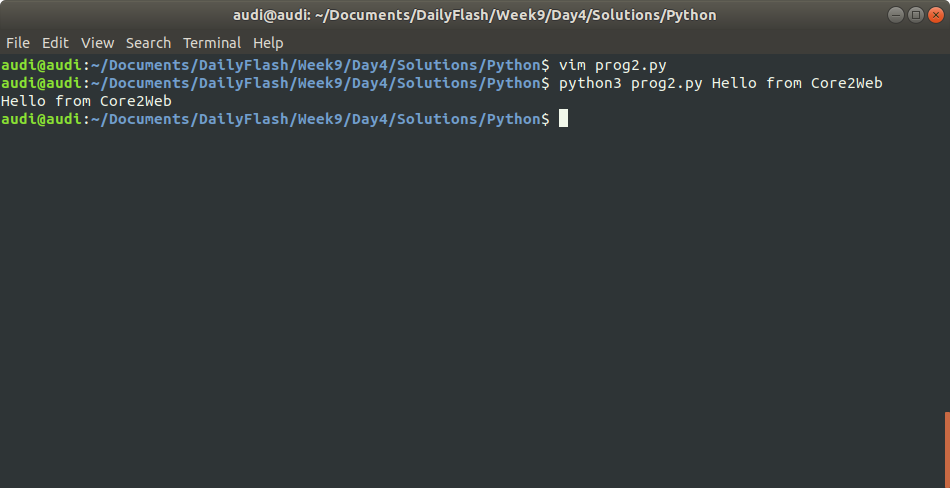 audi@audi: ~/Documents/DailyFlash/Week9/Day4/Solutions/Python
File Edit View Search Terminal Help
audi@audi:~/Documents/DailyFlash/Week9/Day4/Solutions/Python$ vim prog2.py
audi@audi:~/Documents/DailyFlash/Week9/Day4/Solutions/Python$ python3 prog2.py Hello from Core2Web
Hello from Core2Web
audi@audi:~/Documents/DailyFlash/Week9/Day4/Solutions/Python$